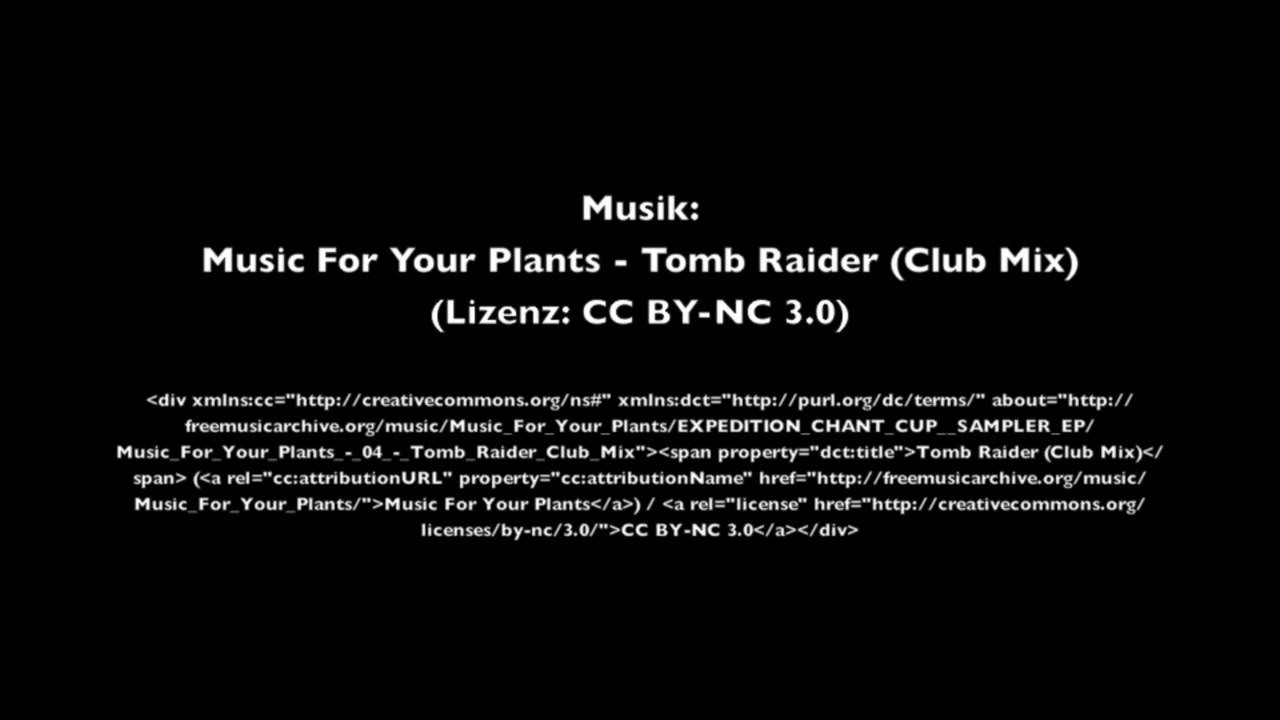 Musik:
Music For Your Plants - Tomb Raider (Club Mix)
(Lizenz: CC BY-NC 3.0)
<div xmlns:cc="http://creativecommons.org/ns#" xmlns:dct="http://purl.org/dc/terms/" about="http://
freemusicarchive.org/music/Music_For_Your_Plants/EXPEDITION_CHANT_CUP__SAMPLER_EP/
Music_For_Your_Plants_-_04_-_Tomb_Raider_Club_Mix"><span property="dct:title">Tomb Raider (Club Mix)</
span> (<a rel="cc:attributionURL" property="cc:attributionName" href="http://freemusicarchive.org/music/
Music_For_Your_Plants/">Music For Your Plants</a>) / <a rel="license" href="http://creativecommons.org/
licenses/by-nc/3.0/">CC BY-NC 3.0</a></div>